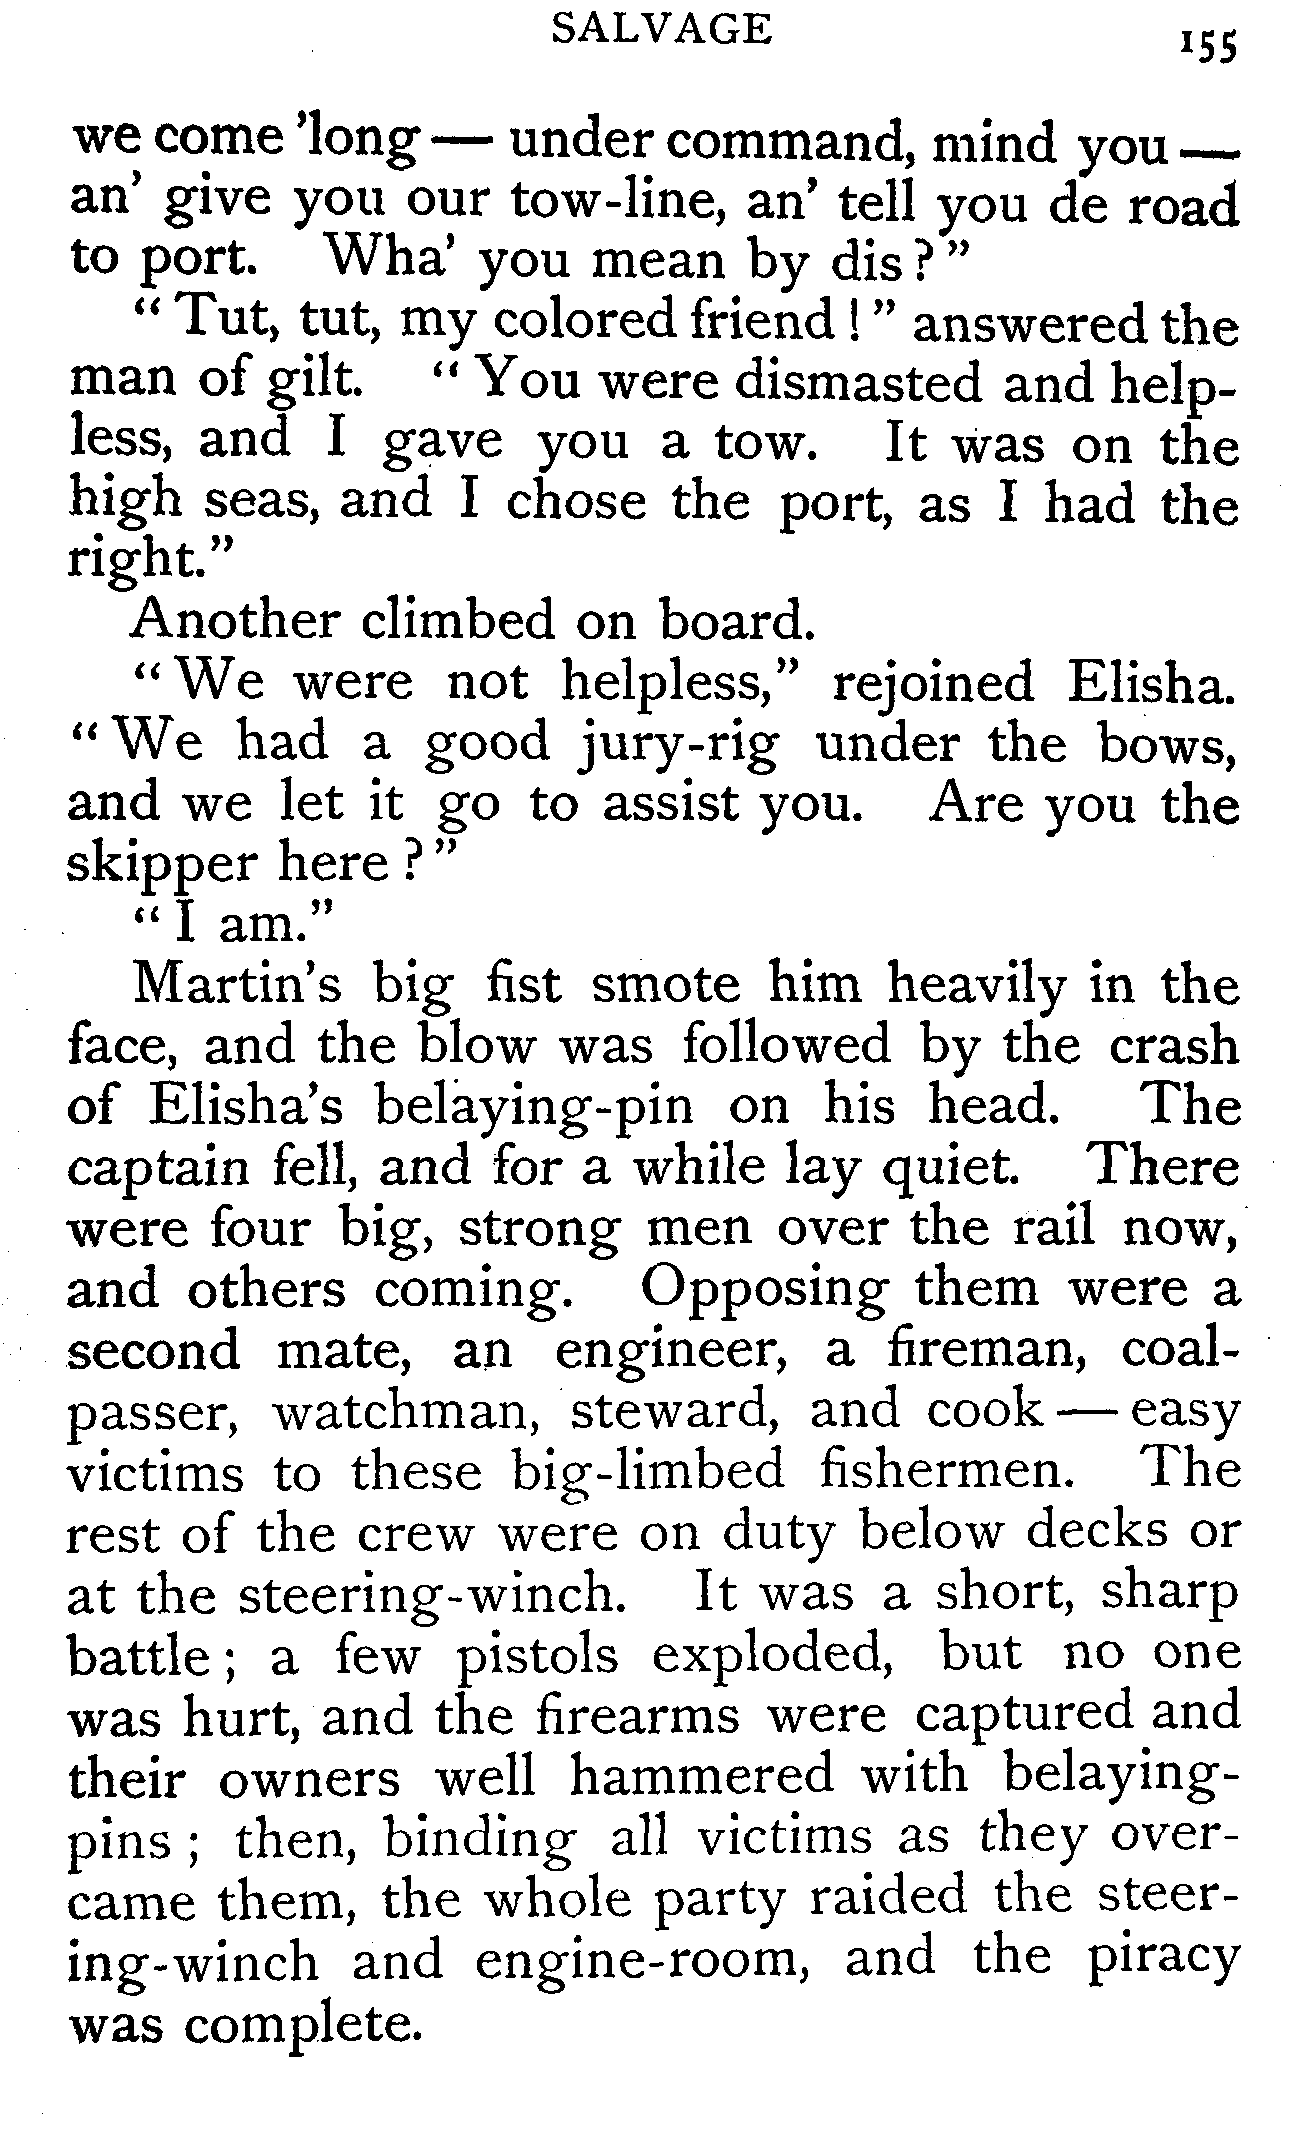 SALVAGE 155
we come 'long — under command, mind you —
an' give you our tow-line, an' tell you de road
to port. Wha' you mean by dis?"
"Tut, tut, my colored friend!" answered the
man of gilt. "You were dismasted and help-
less, and I gave you a tow. It was on the
high seas, and I chose the port, as I had the
right."
Another climbed on board.
"We were not helpless," rejoined Elisha.
"We had a good jury-rig under the bows,
and we let it go to assist you. Are you the
skipper here?"
"I am."
Martin's big fist smote him heavily in the
face, and the blow was followed by the crash
of Elisha's belaying-pin on his head. The
captain fell, and for a while lay quiet. There
were four big, strong men over the rail now,
and others coming. Opposing them were a
second mate, an engineer, a fireman, coal-
passer, watchman, steward, and cook — easy
victims to these big-limbed fishermen. The
rest of the crew were on duty below decks or
at the steering-winch. It was a short, sharp
battle; a few pistols exploded, but no one
was hurt, and the firearms were captured and
their owners well hammered with belaying-
pins; then, binding all victims as they over-
came them, the whole party raided the steer-
ing-winch and engine-room, and the piracy
was complete.